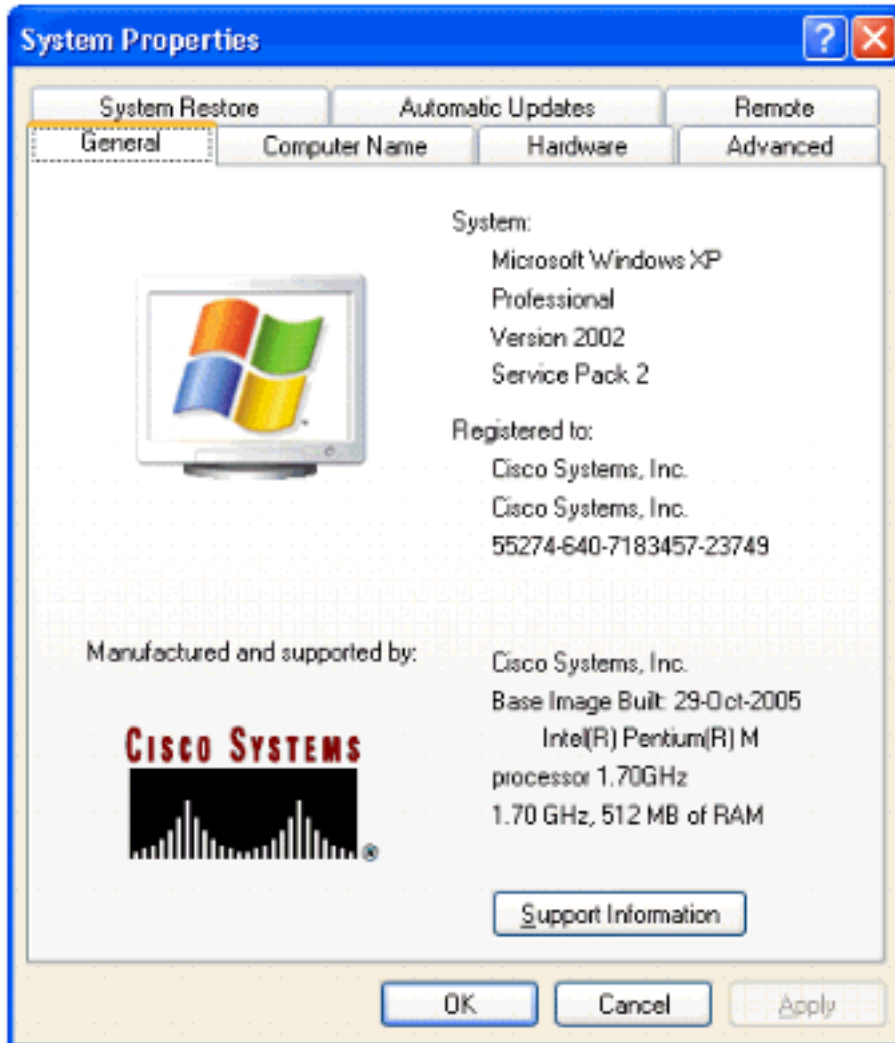 System Properties
System Restore
Automatic Updates
Remote
General
Computer Name
Hardware
Advanced
System:
Microsoft Windows XP
Professional
Version 2002
Service Pack 2
Registered to:
Cisco Systems, Inc.
Cisco Systems, Inc.
55274-640-7183457-23749
Manufactured and supported by:
CISCO SYSTEMS
®
Cisco Systems, Inc.
Base Image Built: 29-Oct-2005
Intel(R) Pentium(R) M
processor 1.70GHz
1.70 GHz, 512 MB of RAM
Support Information
OK
Cancel
Apply